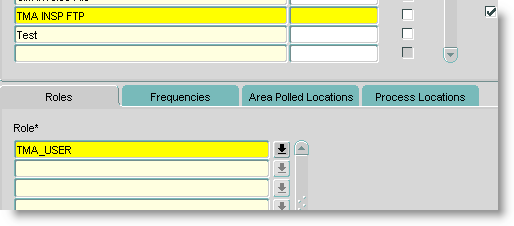 TMA INSP FTP
Test
Roles
Frequencies
Area Polled Locations
Process Locations
Role*
TMA_USER